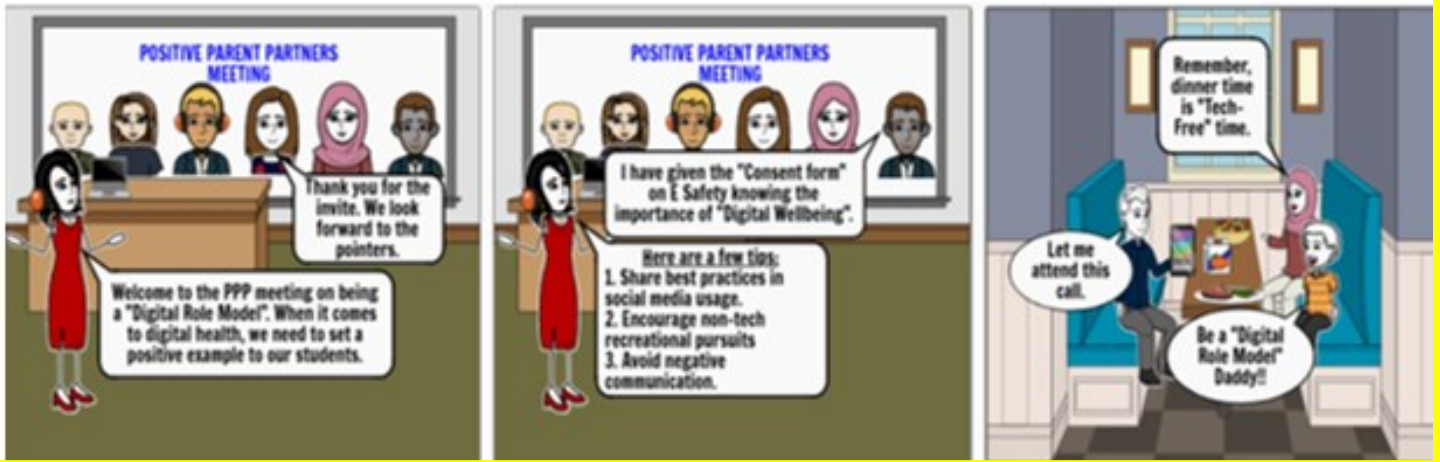 POSITIVE PARENT PARTNERS
MEETING
Thank you for the
invite. We look
forward to the
pointers.
Welcome to the PPP meeting on being
a "Digital Role Model". When it comes
to digital health, we need to set a
positive example to our students.
POSITIVE PARENT PARTNERS
MEETING
I have given the "Consent form"
on E Safety knowing the
importance of "Digital Wellbeing".
Here are a few tips:
1. Share best practices in
social media usage.
2. Encourage non-tech
recreational pursuits
3. Avoid negative
communication.
Remember,
dinner time
is "Tech-
Free" time.
Let me
attend this
call.
Be a "Digital
Role Model"
Daddy!!